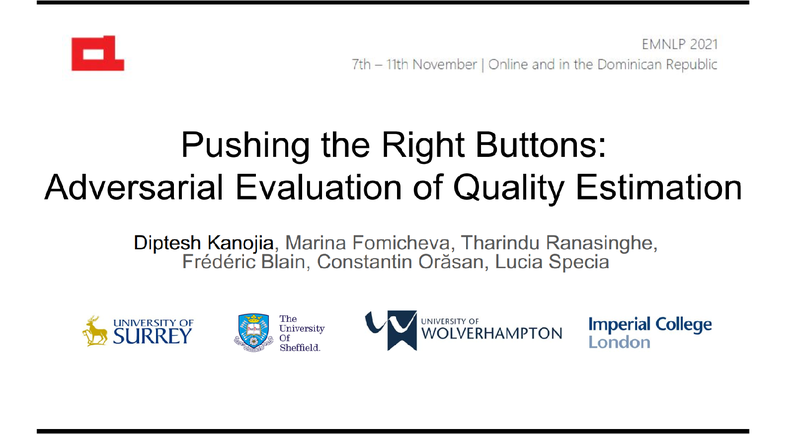 EMNLP 2021
7th – 11th November | Online and in the Dominican Republic
Pushing the Right Buttons:
Adversarial Evaluation of Quality Estimation
Diptesh Kanojia, Marina Fomicheva, Tharindu Ranasinghe,
Frédéric Blain, Constantin Orăsan, Lucia Specia
UNIVERSITY OF
SURREY
The
University
Of
Sheffield.
UNIVERSITY OF
WOLVERHAMPTON
Imperial College
London